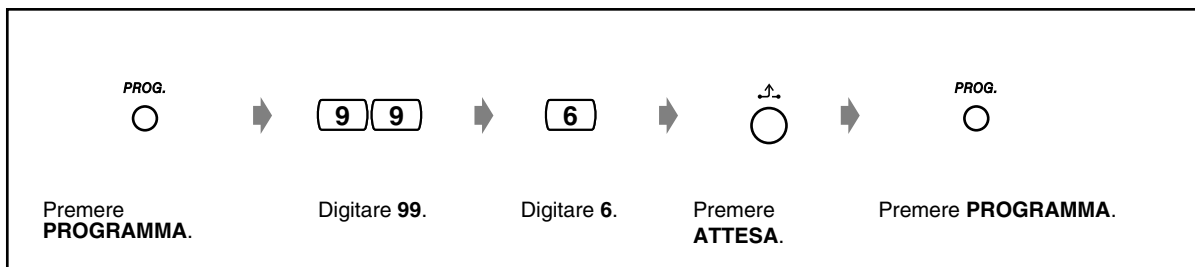 PROG.
9 9
6
PROG.
Premere
PROGRAMMA.
Digitare 99.
Digitare 6.
Premere
ATTESA.
Premere PROGRAMMA.